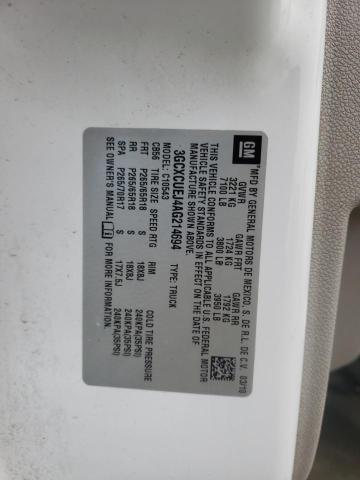 GM MFD BY GENERAL MOTORS DE MEXICO, S. DE R.L. DE C.V. 03/10
GVWR GAWR FRT GAWR RR
3221 KG 1724 KG 1792 KG
7100 LB 3800 LB 3950 LB
THIS VEHICLE CONFORMS TO ALL APPLICABLE U.S. FEDERAL MOTOR
VEHICLE SAFETY STANDARDS IN EFFECT ON THE DATE OF
MANUFACTURE SHOWN ABOVE.
3GCXCUEJ4AG214694 TYPE: TRUCK
MODEL: C10543
CB56 TIRE SIZE SPEED RTG RIM COLD TIRE PRESSURE
FRT P265/65R18 S 18X8J 240KPA(35PSI)
RR P265/65R18 S 18X8J 240KPA(35PSI)
SPA P265/70R17 S 17X7.5J 240KPA(35PSI)
SEE OWNER'S MANUAL FOR MORE INFORMATION.